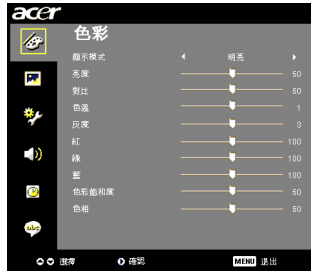 acer
色彩
顯示模式 明亮
亮度 50
對比 50
色溫 1
灰度 3
紅 100
綠 100
藍 100
色彩飽和度 50
色相 50
abc
選擇 確認 MENU 退出